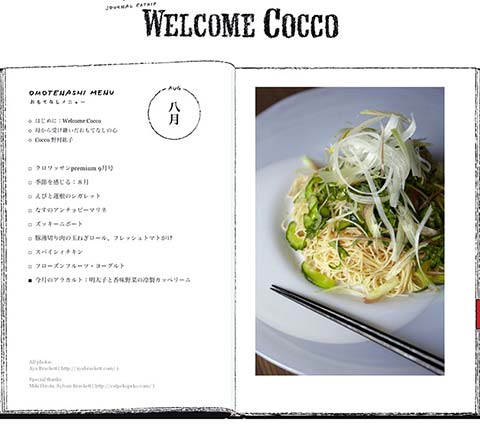 JOURNAL EATRIP
WELCOME COCCO
OMOTENASHI MENU
おもてなしメニュー
AUG
八月
はじめに:Welcome Cocco
母から受け継いだおもてなしの心
Cocco 野村紘子
クロワッサンpremium 9月号
季節を感じる:8月
えびと蓮根のシガレット
なすのアンチョビーマリネ
ズッキーニボート
豚薄切り肉の玉ねぎロール、フレッシュトマトがけ
スパイシィチキン
フローズンフルーツ・ヨーグルト
今月のアラカルト:明太子と香味野菜の冷製カッペリーニ
All photos:
Aya Brackett ( http://ayabrackett.com/ )
Special thanks: